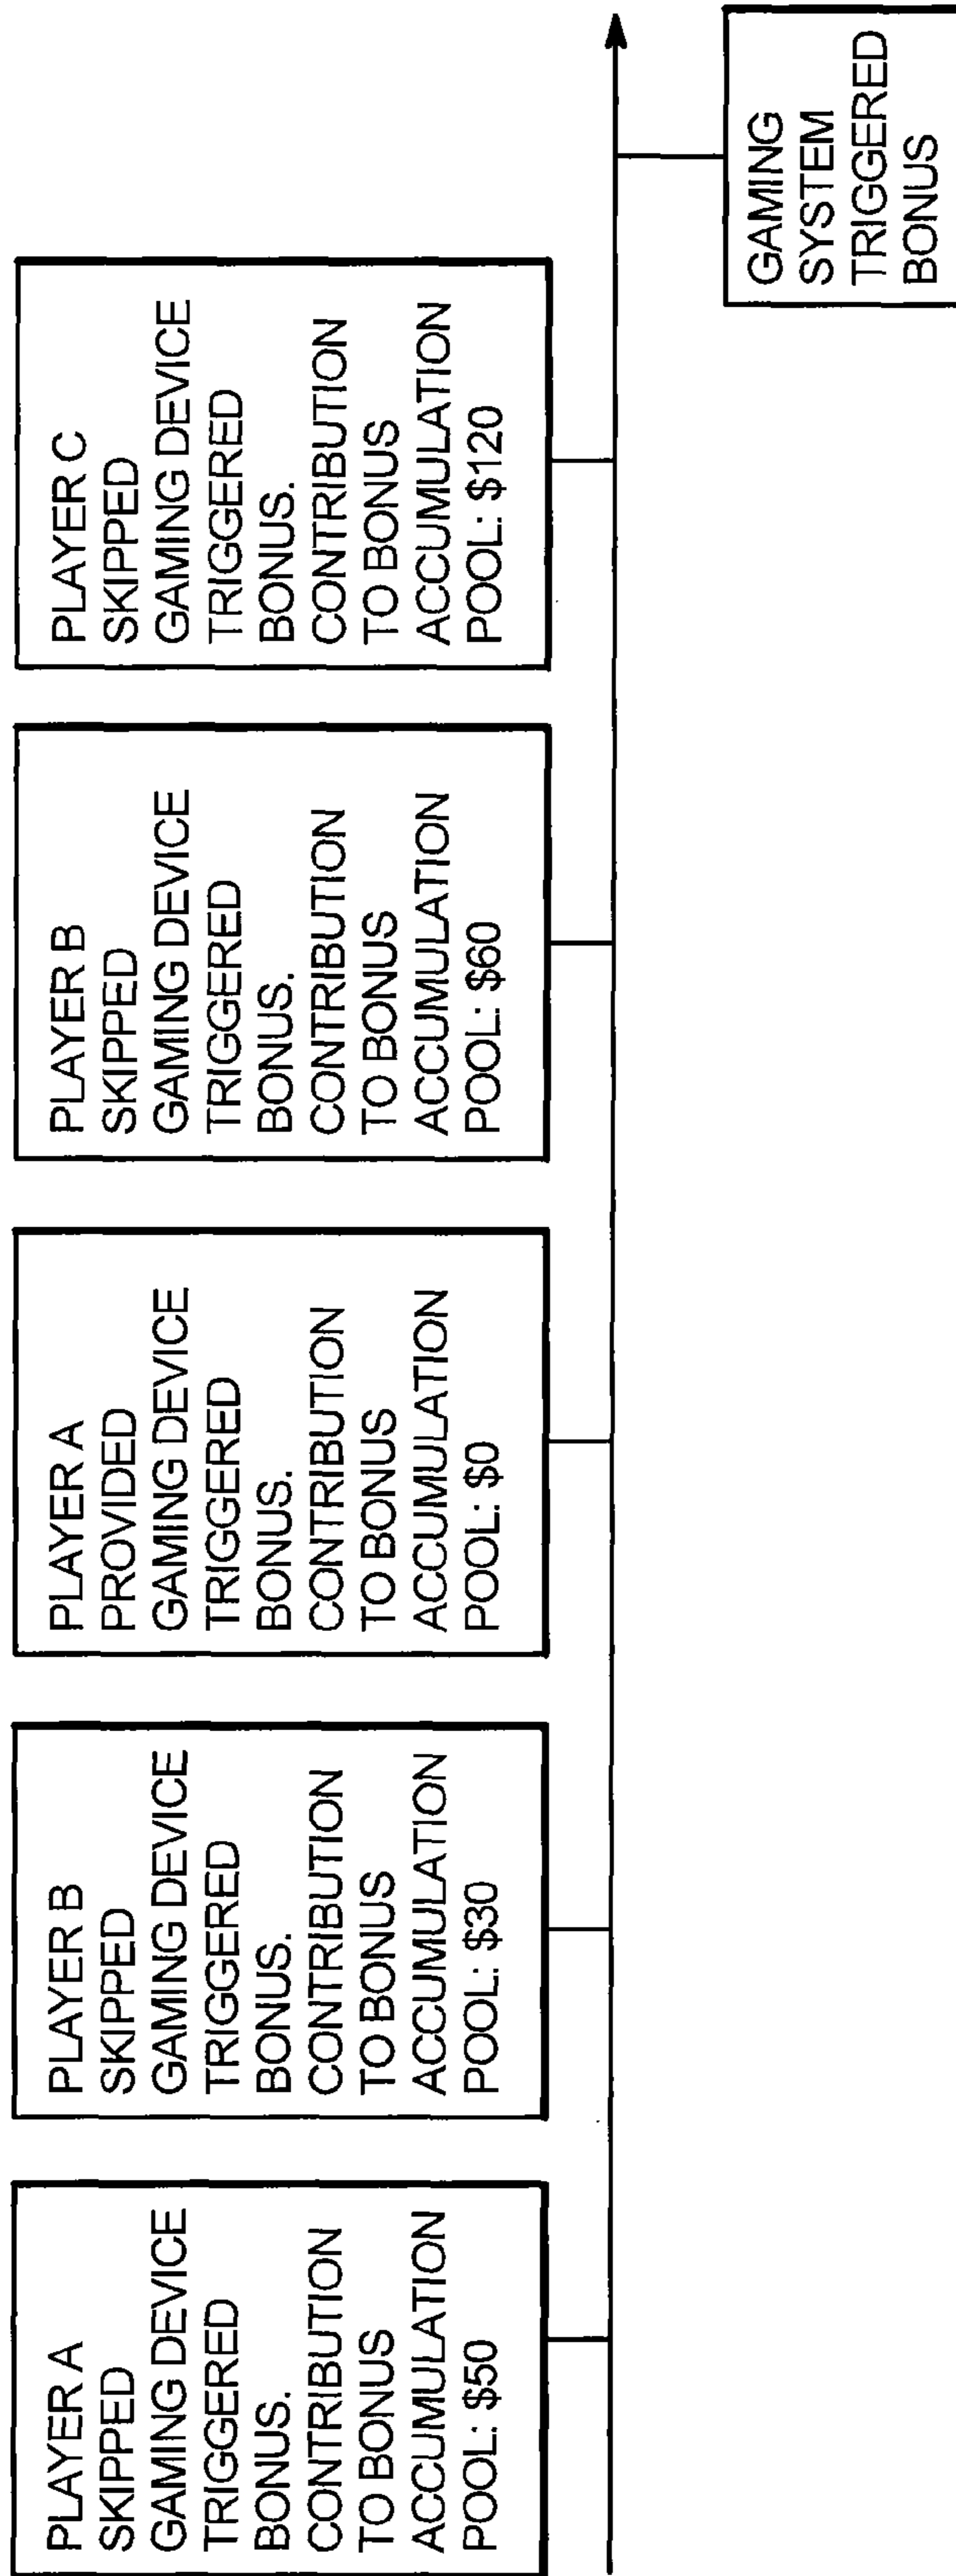 PLAYER A
SKIPPED
GAMING DEVICE
TRIGGERED
BONUS.
CONTRIBUTION
TO BONUS
ACCUMULATION
POOL: $50
PLAYER B
SKIPPED
GAMING DEVICE
TRIGGERED
BONUS.
CONTRIBUTION
TO BONUS
ACCUMULATION
POOL: $30
PLAYER A
PROVIDED
GAMING DEVICE
TRIGGERED
BONUS.
CONTRIBUTION
TO BONUS
ACCUMULATION
POOL: $0
PLAYER B
SKIPPED
GAMING DEVICE
TRIGGERED
BONUS.
CONTRIBUTION
TO BONUS
ACCUMULATION
POOL: $60
PLAYER C
SKIPPED
GAMING DEVICE
TRIGGERED
BONUS.
CONTRIBUTION
TO BONUS
ACCUMULATION
POOL: $120
GAMING
SYSTEM
TRIGGERED
BONUS